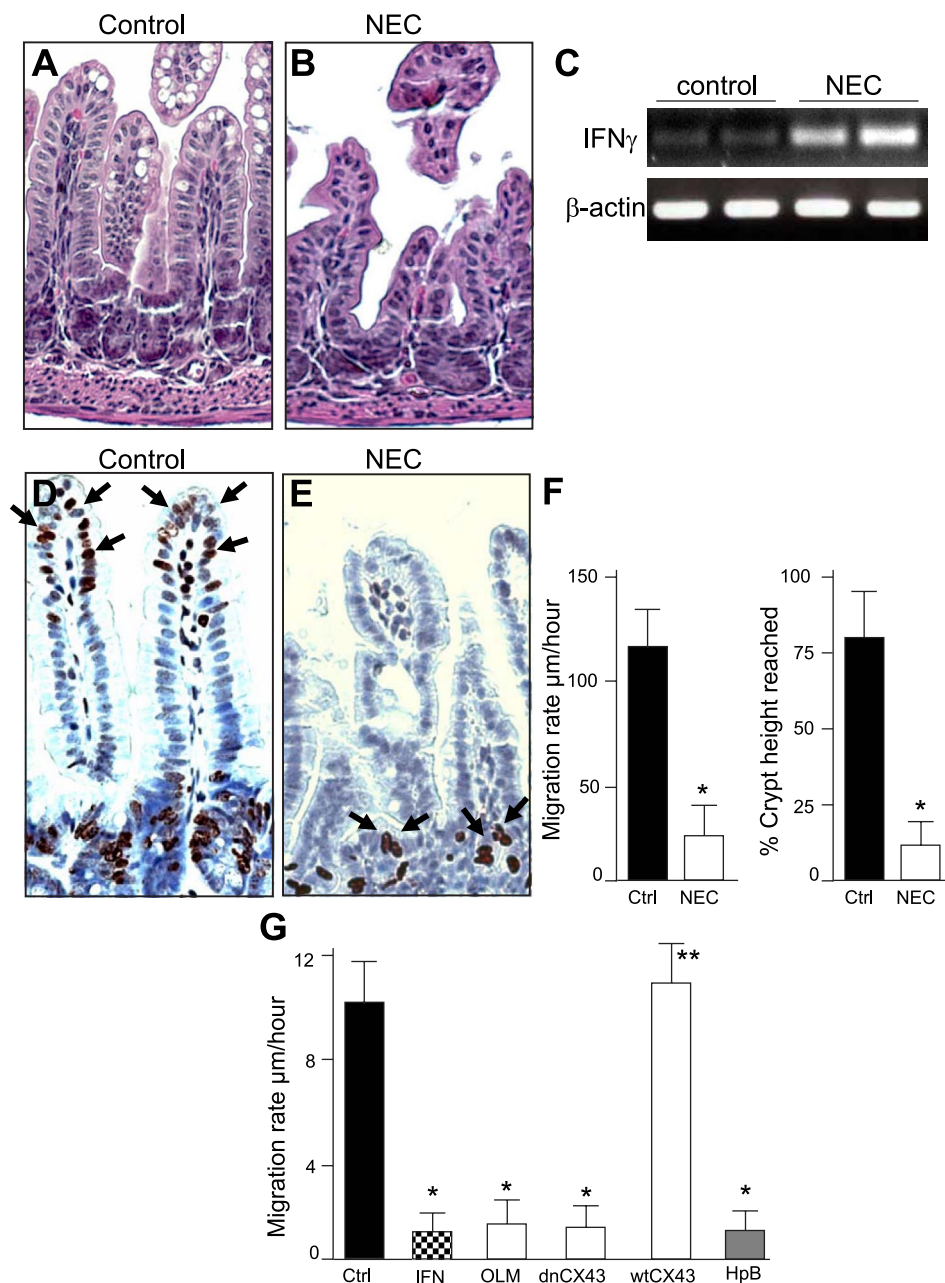 Control NEC
A B C
control NEC
IFNγ
β-actin
Control NEC
D E F
Migration rate μm/hour
150
100
50
0
Ctrl NEC
*
% Crypt height reached
100
75
50
25
0
Ctrl NEC
*
G
Migration rate μm/hour
12
8
4
0
* * * ** *
Ctrl IFN OLM dnCX43 wtCX43 HpB